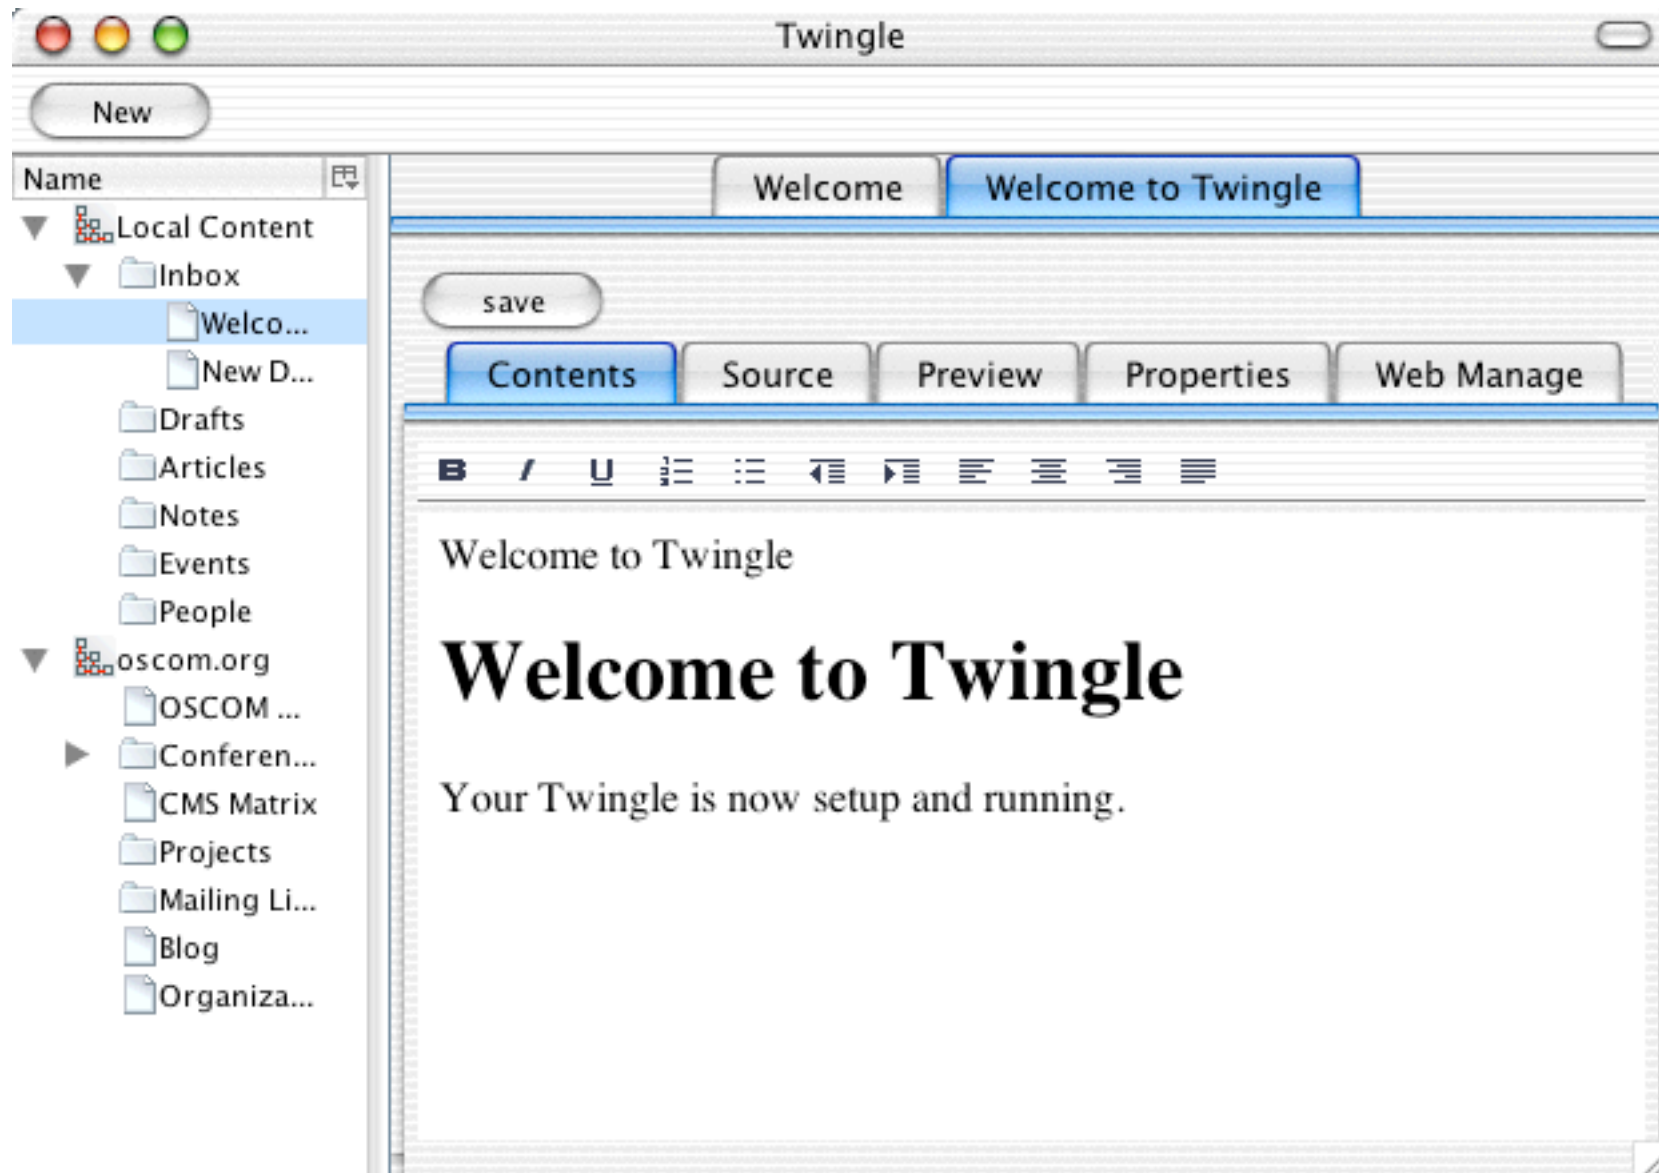 Twingle
New
Name
Local Content
Inbox
Welco...
New D...
Drafts
Articles
Notes
Events
People
oscom.org
OSCOM ...
Conferen...
CMS Matrix
Projects
Mailing Li...
Blog
Organiza...
Welcome Welcome to Twingle
save
Contents Source Preview Properties Web Manage
B I U
Welcome to Twingle
Welcome to Twingle
Your Twingle is now setup and running.